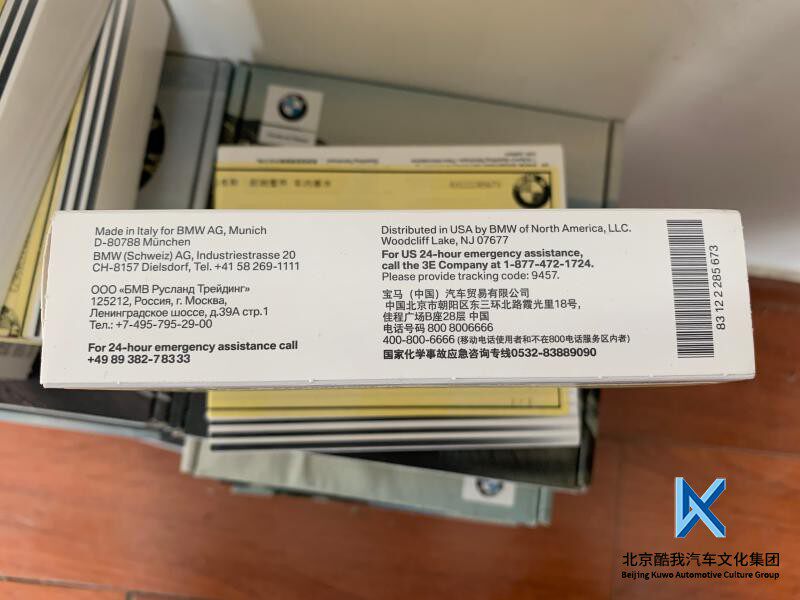 Made in Italy for BMW AG, Munich
D-80788 München
BMW (Schweiz) AG, Industriestrasse 20
CH-8157 Dielsdorf, Tel. +41 58 269-1111
ООО «БМВ Русланд Трейдинг»
125212, Россия, г. Москва,
Ленинградское шоссе, д.39А стр.1
Тел.: +7-495-795-29-00
For 24-hour emergency assistance call
+49 89 382-7 83 33
Distributed in USA by BMW of North America, LLC.
Woodcliff Lake, NJ 07677
For US 24-hour emergency assistance,
call the 3E Company at 1-877-472-1724.
Please provide tracking code: 9457.
宝马（中国）汽车贸易有限公司
中国北京市朝阳区东三环北路霞光里18号，
佳程广场B座28层 中国
电话号码 800 8006666
400-800-6666 (移动电话使用者和不在800电话服务区内者)
国家化学事故应急咨询专线0532-83889090
83 12 2 285 673
北京酷我汽车文化集团
Beijing Kuwo Automotive Culture Group